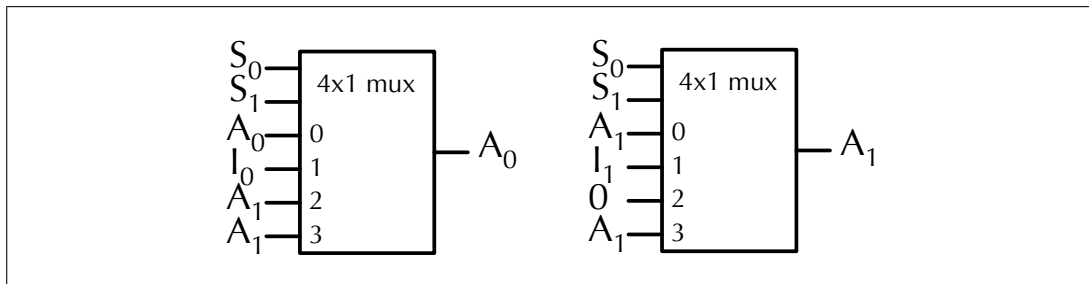 S₀
S₁
4x1 mux
A₀ 0
I₀ 1
A₁ 2
A₁ 3
A₀
S₀
S₁
4x1 mux
A₁ 0
I₁ 1
0 2
A₁ 3
A₁